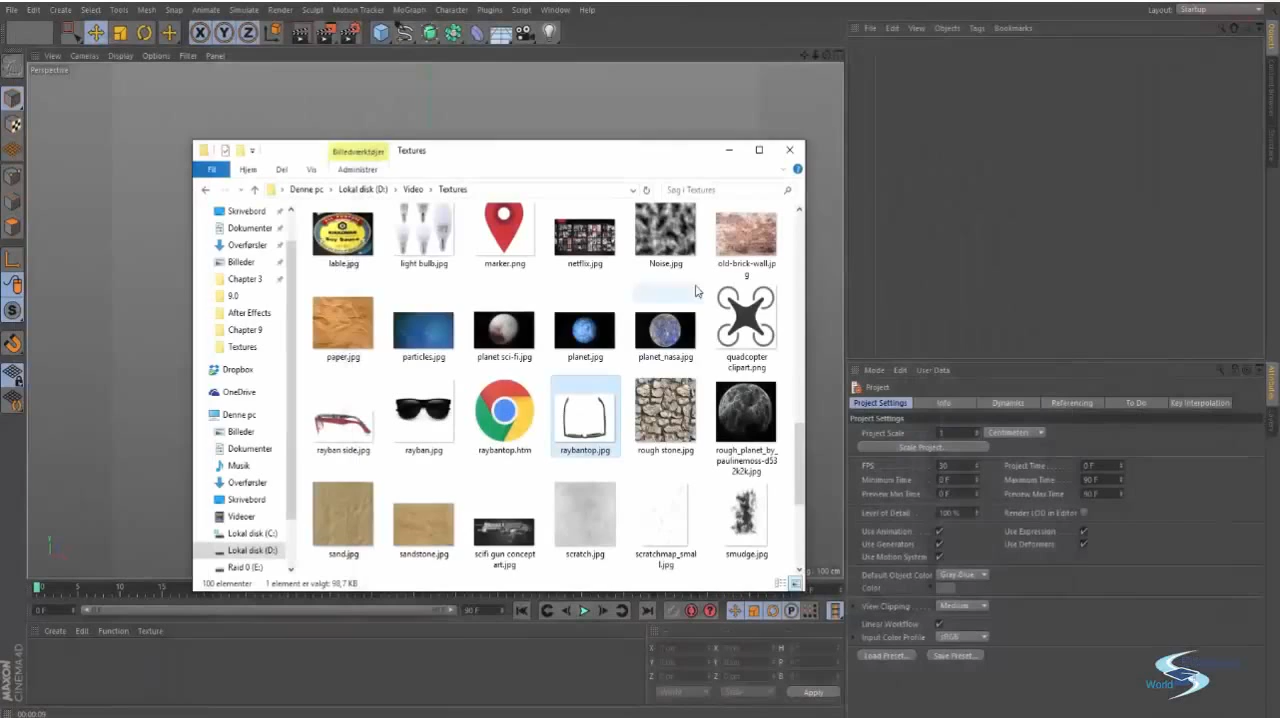 File Edit Create Select Tools Mesh Snap Animate Simulate Render Sculpt Motion Tracker MoGraph Character Plugins Script Window Help
Layout: Startup
View Cameras Display Options Filter Panel
File Edit View Objects Tags Bookmarks
Perspective
Billedværktøjer Textures
Fil Hjem Del Vis Administrer
Denne pc Lokal disk (D:) Video Textures
Søg i Textures
Skrivebord
Dokumenter
Overførsler
Billeder
Chapter 3
9.0
After Effects
Chapter 9
Textures
Dropbox
OneDrive
Denne pc
Billeder
Dokumenter
Musik
Overførsler
Skrivebord
Videoer
Lokal disk (C:)
Lokal disk (D:)
Raid 0 (E:)
lable.jpg light bulb.jpg marker.png netflix.jpg Noise.jpg old-brick-wall.jp
g
paper.jpg particles.jpg planet sci-fi.jpg planet.jpg planet_nasa.jpg quadcopter
clipart.png
rayban side.jpg rayban.jpg raybantop.htm raybantop.jpg rough stone.jpg rough_planet_by_
paulinemoss-d53
2k2k.jpg
sand.jpg sandstone.jpg scifi gun concept
art.jpg
scratch.jpg scratchmap_smal
l.jpg
smudge.jpg
100 elementer 1 element er valgt: 98,7 KB
Mode Edit User Data
Project
Project Settings Info Dynamics Referencing To Do Key Interpolation
Project Settings
Project Scale 1 Centimeters
Scale Project...
FPS 30 Project Time 0 F
Minimum Time 0 F Maximum Time 90 F
Preview Min Time 0 F Preview Max Time 90 F
Level of Detail 100 % Render LOD in Editor
Use Animation Use Expression
Use Generators Use Deformers
Use Motion System
Default Object Color Gray-Blue
Color
View Clipping Medium
Linear Workflow
Input Color Profile sRGB
Load Preset... Save Preset...
0 5 10 15
0 F 90 F
Create Edit Function Texture
X X H
Y Y P
Z Z B
World Apply
MAXON
CINEMA 4D
00:00:09
World